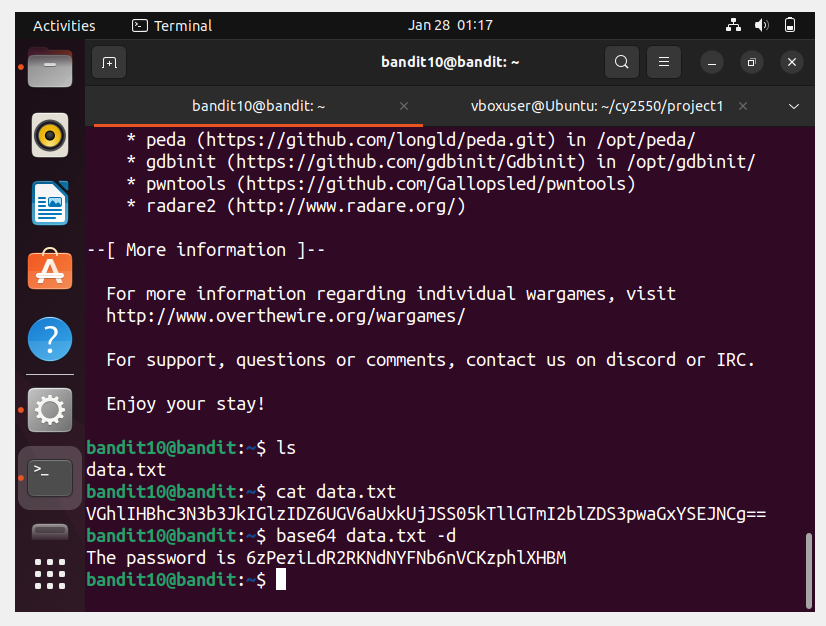 Activities
Terminal
Jan 28 01:17
bandit10@bandit: ~
bandit10@bandit: ~
vboxuser@Ubuntu: ~/cy2550/project1
* peda (https://github.com/longld/peda.git) in /opt/peda/
* gdbinit (https://github.com/gdbinit/Gdbinit) in /opt/gdbinit/
* pwntools (https://github.com/Gallopsled/pwntools)
* radare2 (http://www.radare.org/)
--[ More information ]--
For more information regarding individual wargames, visit
http://www.overthewire.org/wargames/
For support, questions or comments, contact us on discord or IRC.
Enjoy your stay!
bandit10@bandit:~$ ls
data.txt
bandit10@bandit:~$ cat data.txt
VGhlIHBhc3N3b3JkIGlzIDZ6UGV6aUxkUjJSS05kTllGTmI2blZDS3pwaGxYSEJNCg==
bandit10@bandit:~$ base64 data.txt -d
The password is 6zPeziLdR2RKNdNYFNb6nVCKzphlXHBM
bandit10@bandit:~$